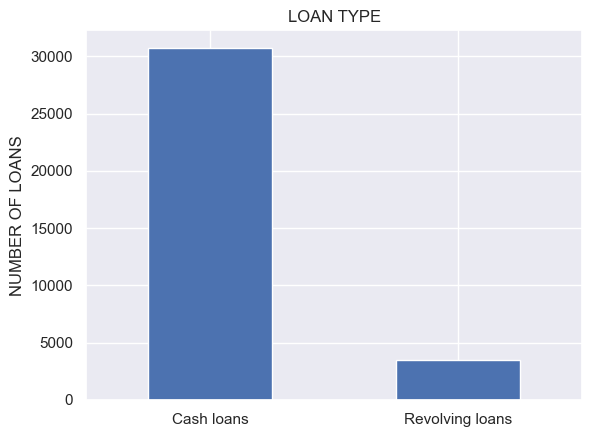 LOAN TYPE
NUMBER OF LOANS
30000
25000
20000
15000
10000
5000
0
Cash loans
Revolving loans